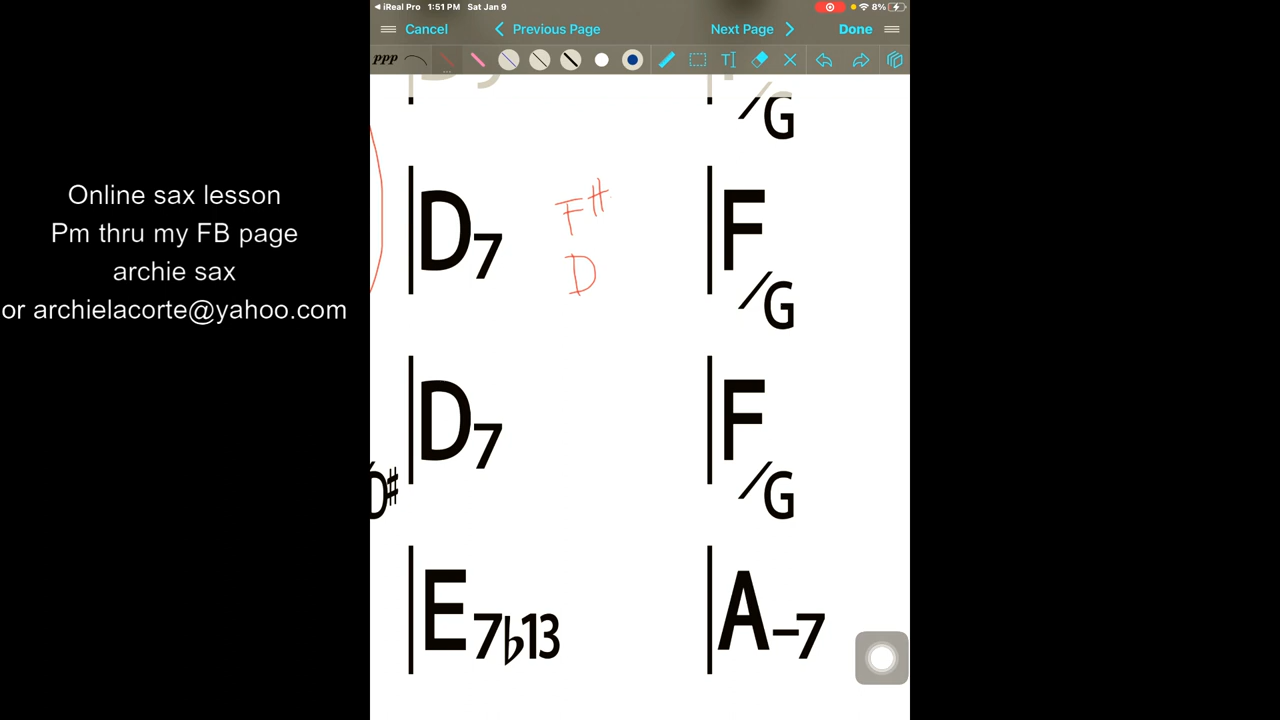 ◀ iReal Pro 1:51 PM Sat Jan 9 8%
Cancel Previous Page Next Page Done
ppp T
G
Online sax lesson
Pm thru my FB page
archie sax
or archielacorte@yahoo.com
D7 F# F/G
D
D7 F/G
D♯
E7♭13 A−7